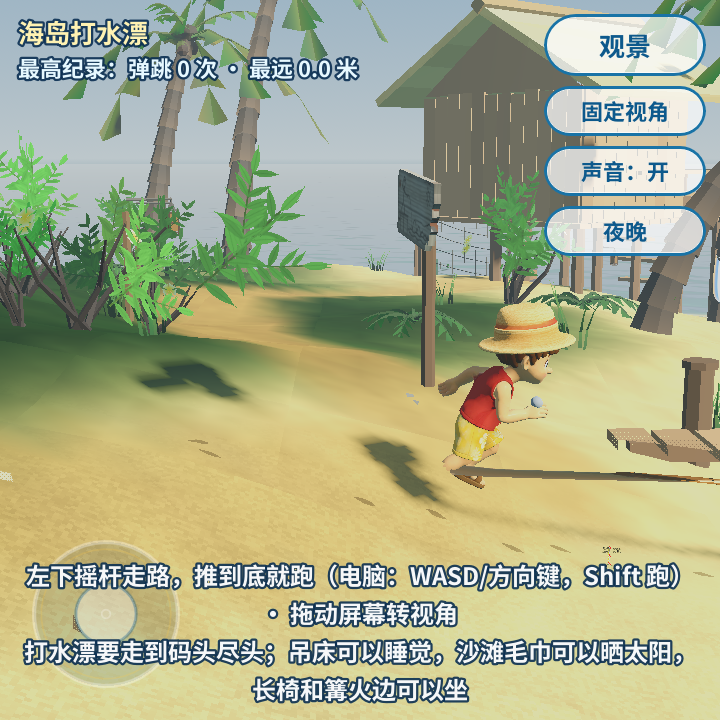 海岛打水漂
最高纪录：弹跳 0 次 · 最远 0.0 米
观景
固定视角
声音：开
夜晚
左下摇杆走路，推到底就跑（电脑：WASD/方向键，Shift 跑）
· 拖动屏幕转视角
打水漂要走到码头尽头；吊床可以睡觉，沙滩毛巾可以晒太阳，
长椅和篝火边可以坐